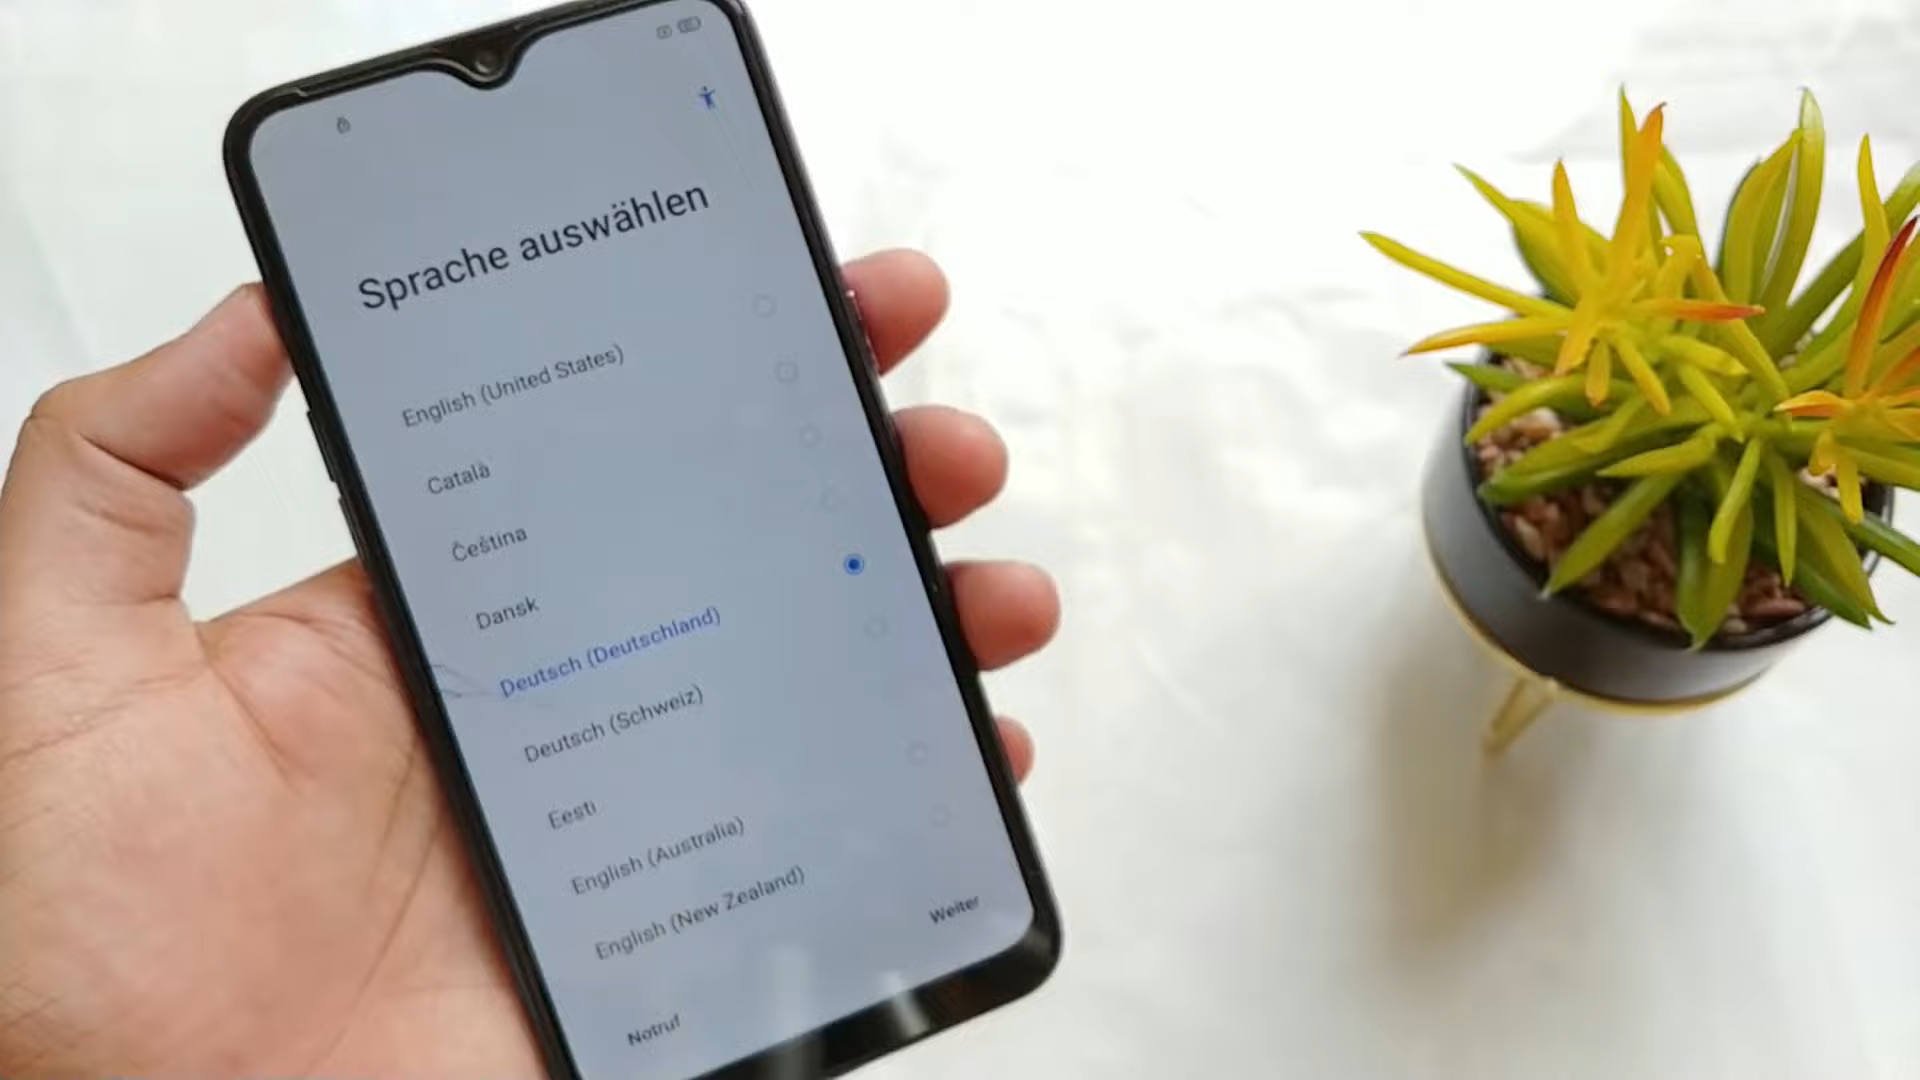 Sprache auswählen
English (United States)
Català
Čeština
Dansk
Deutsch (Deutschland)
Deutsch (Schweiz)
Eesti
English (Australia)
English (New Zealand)
Weiter
Notruf